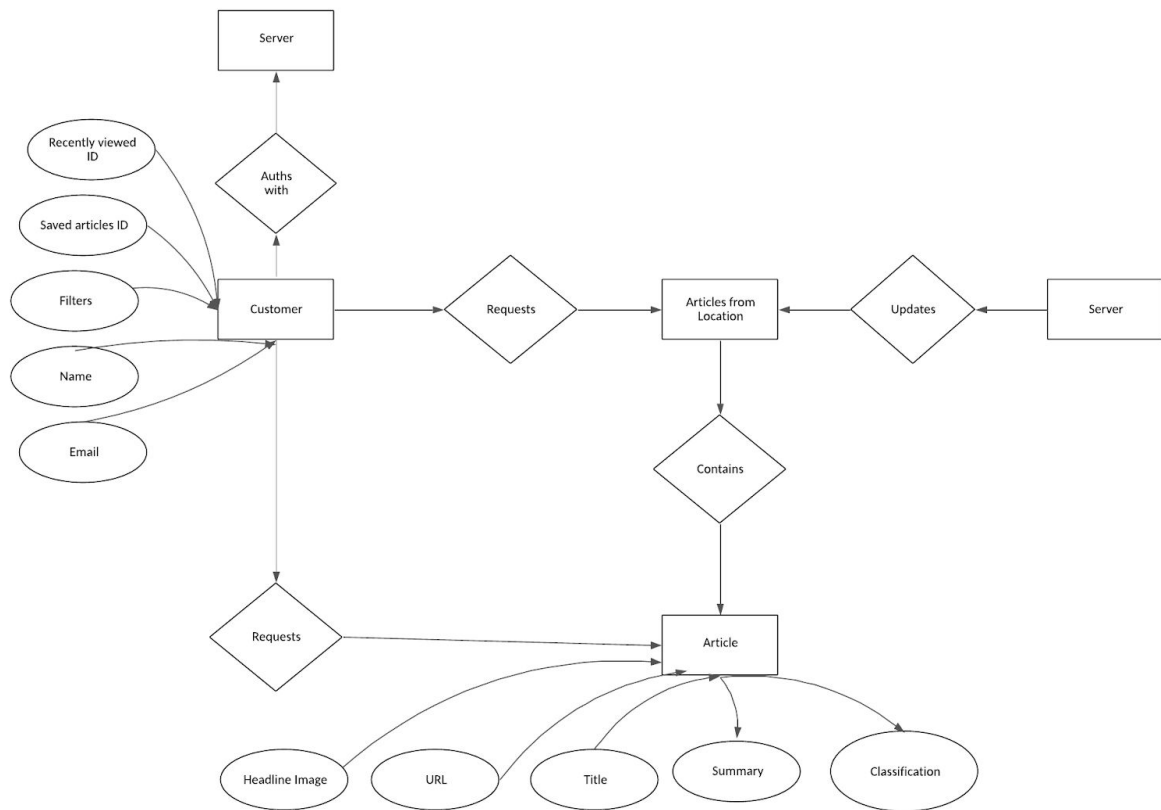 Server
Recently viewed
ID
Auths
with
Saved articles ID
Filters
Customer
Requests
Articles from
Location
Updates
Server
Name
Email
Contains
Requests
Article
Headline Image
URL
Title
Summary
Classification